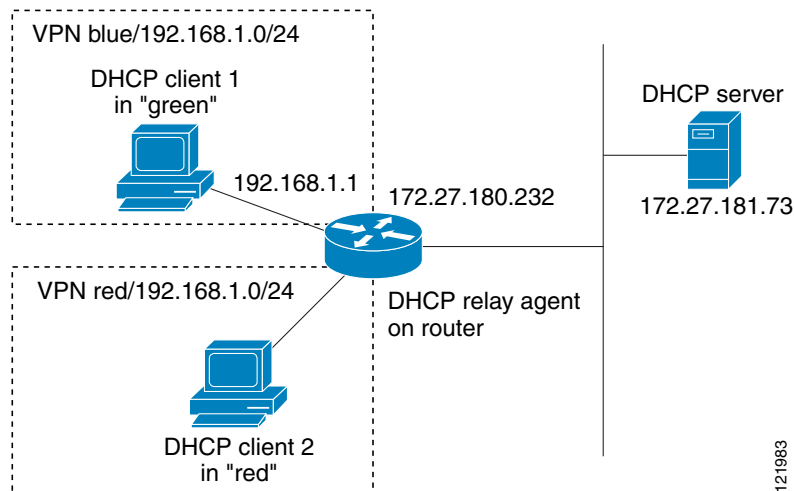 VPN blue/192.168.1.0/24
DHCP client 1
in "green"
192.168.1.1
172.27.180.232
DHCP server
172.27.181.73
VPN red/192.168.1.0/24
DHCP relay agent
on router
DHCP client 2
in "red"
121983